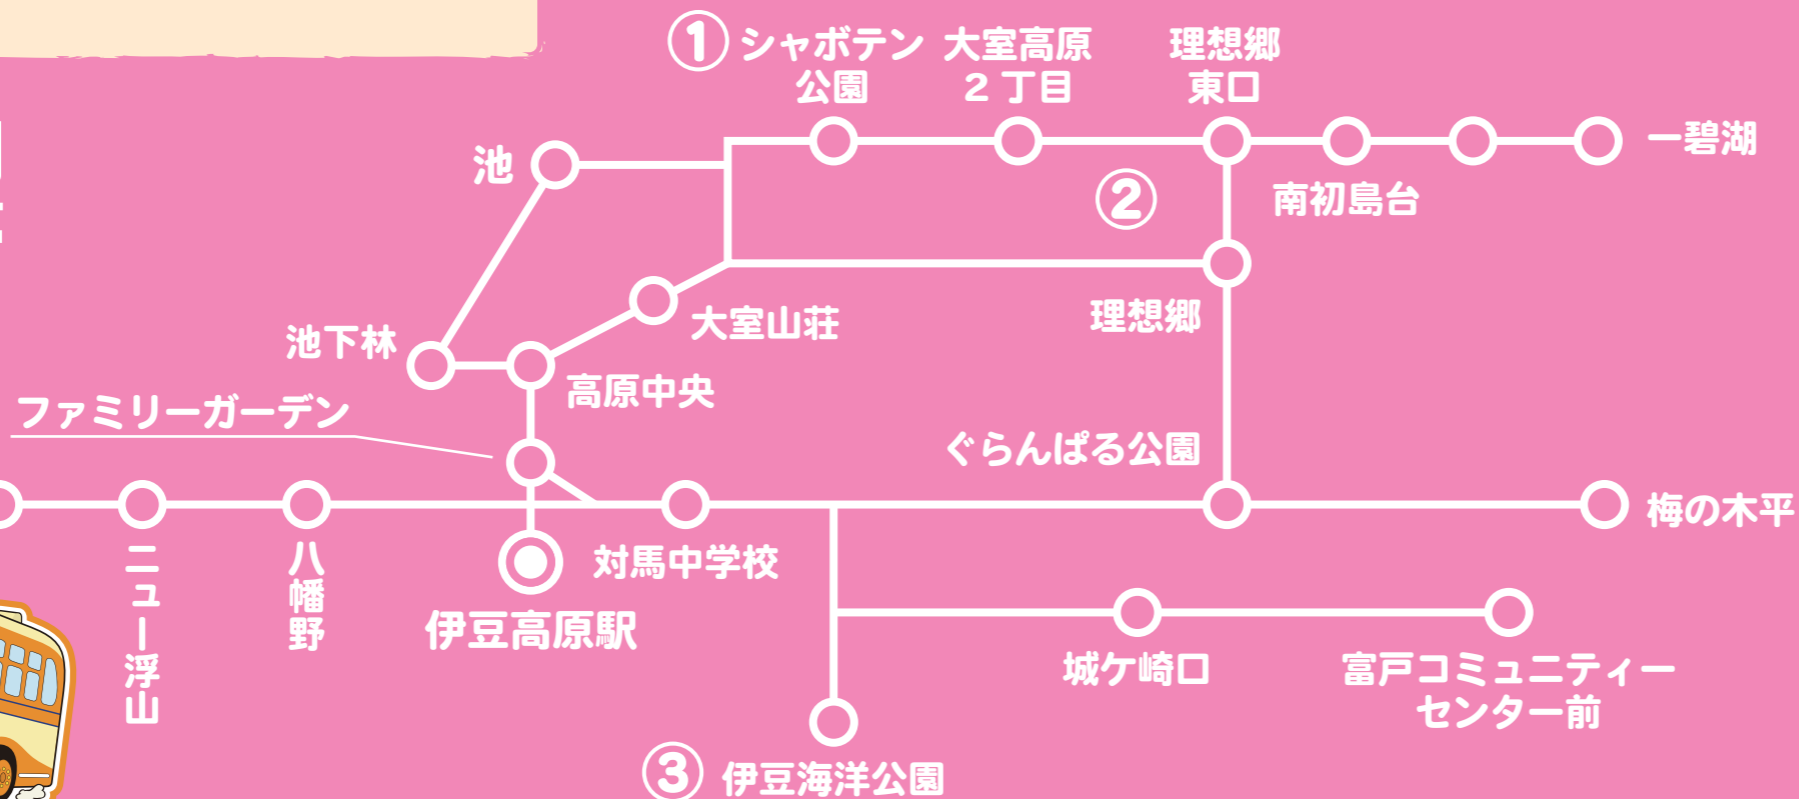 ①
シャボテン
公園
大室高原
２丁目
理想郷
東口
一碧湖
池
②
南初島台
大室山荘
理想郷
池下林
高原中央
ファミリーガーデン
ぐらんぱる公園
梅の木平
ニュー浮山
八幡野
対馬中学校
伊豆高原駅
城ケ崎口
富戸コミュニティー
センター前
③
伊豆海洋公園